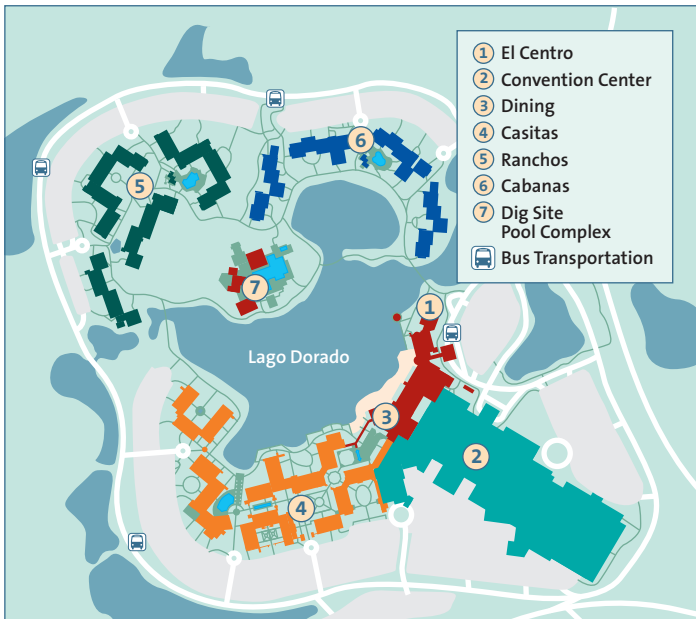 1 El Centro
2 Convention Center
3 Dining
4 Casitas
5 Ranchos
6 Cabanas
7 Dig Site
Pool Complex
Bus Transportation
6
5
7
1
Lago Dorado
3
2
4